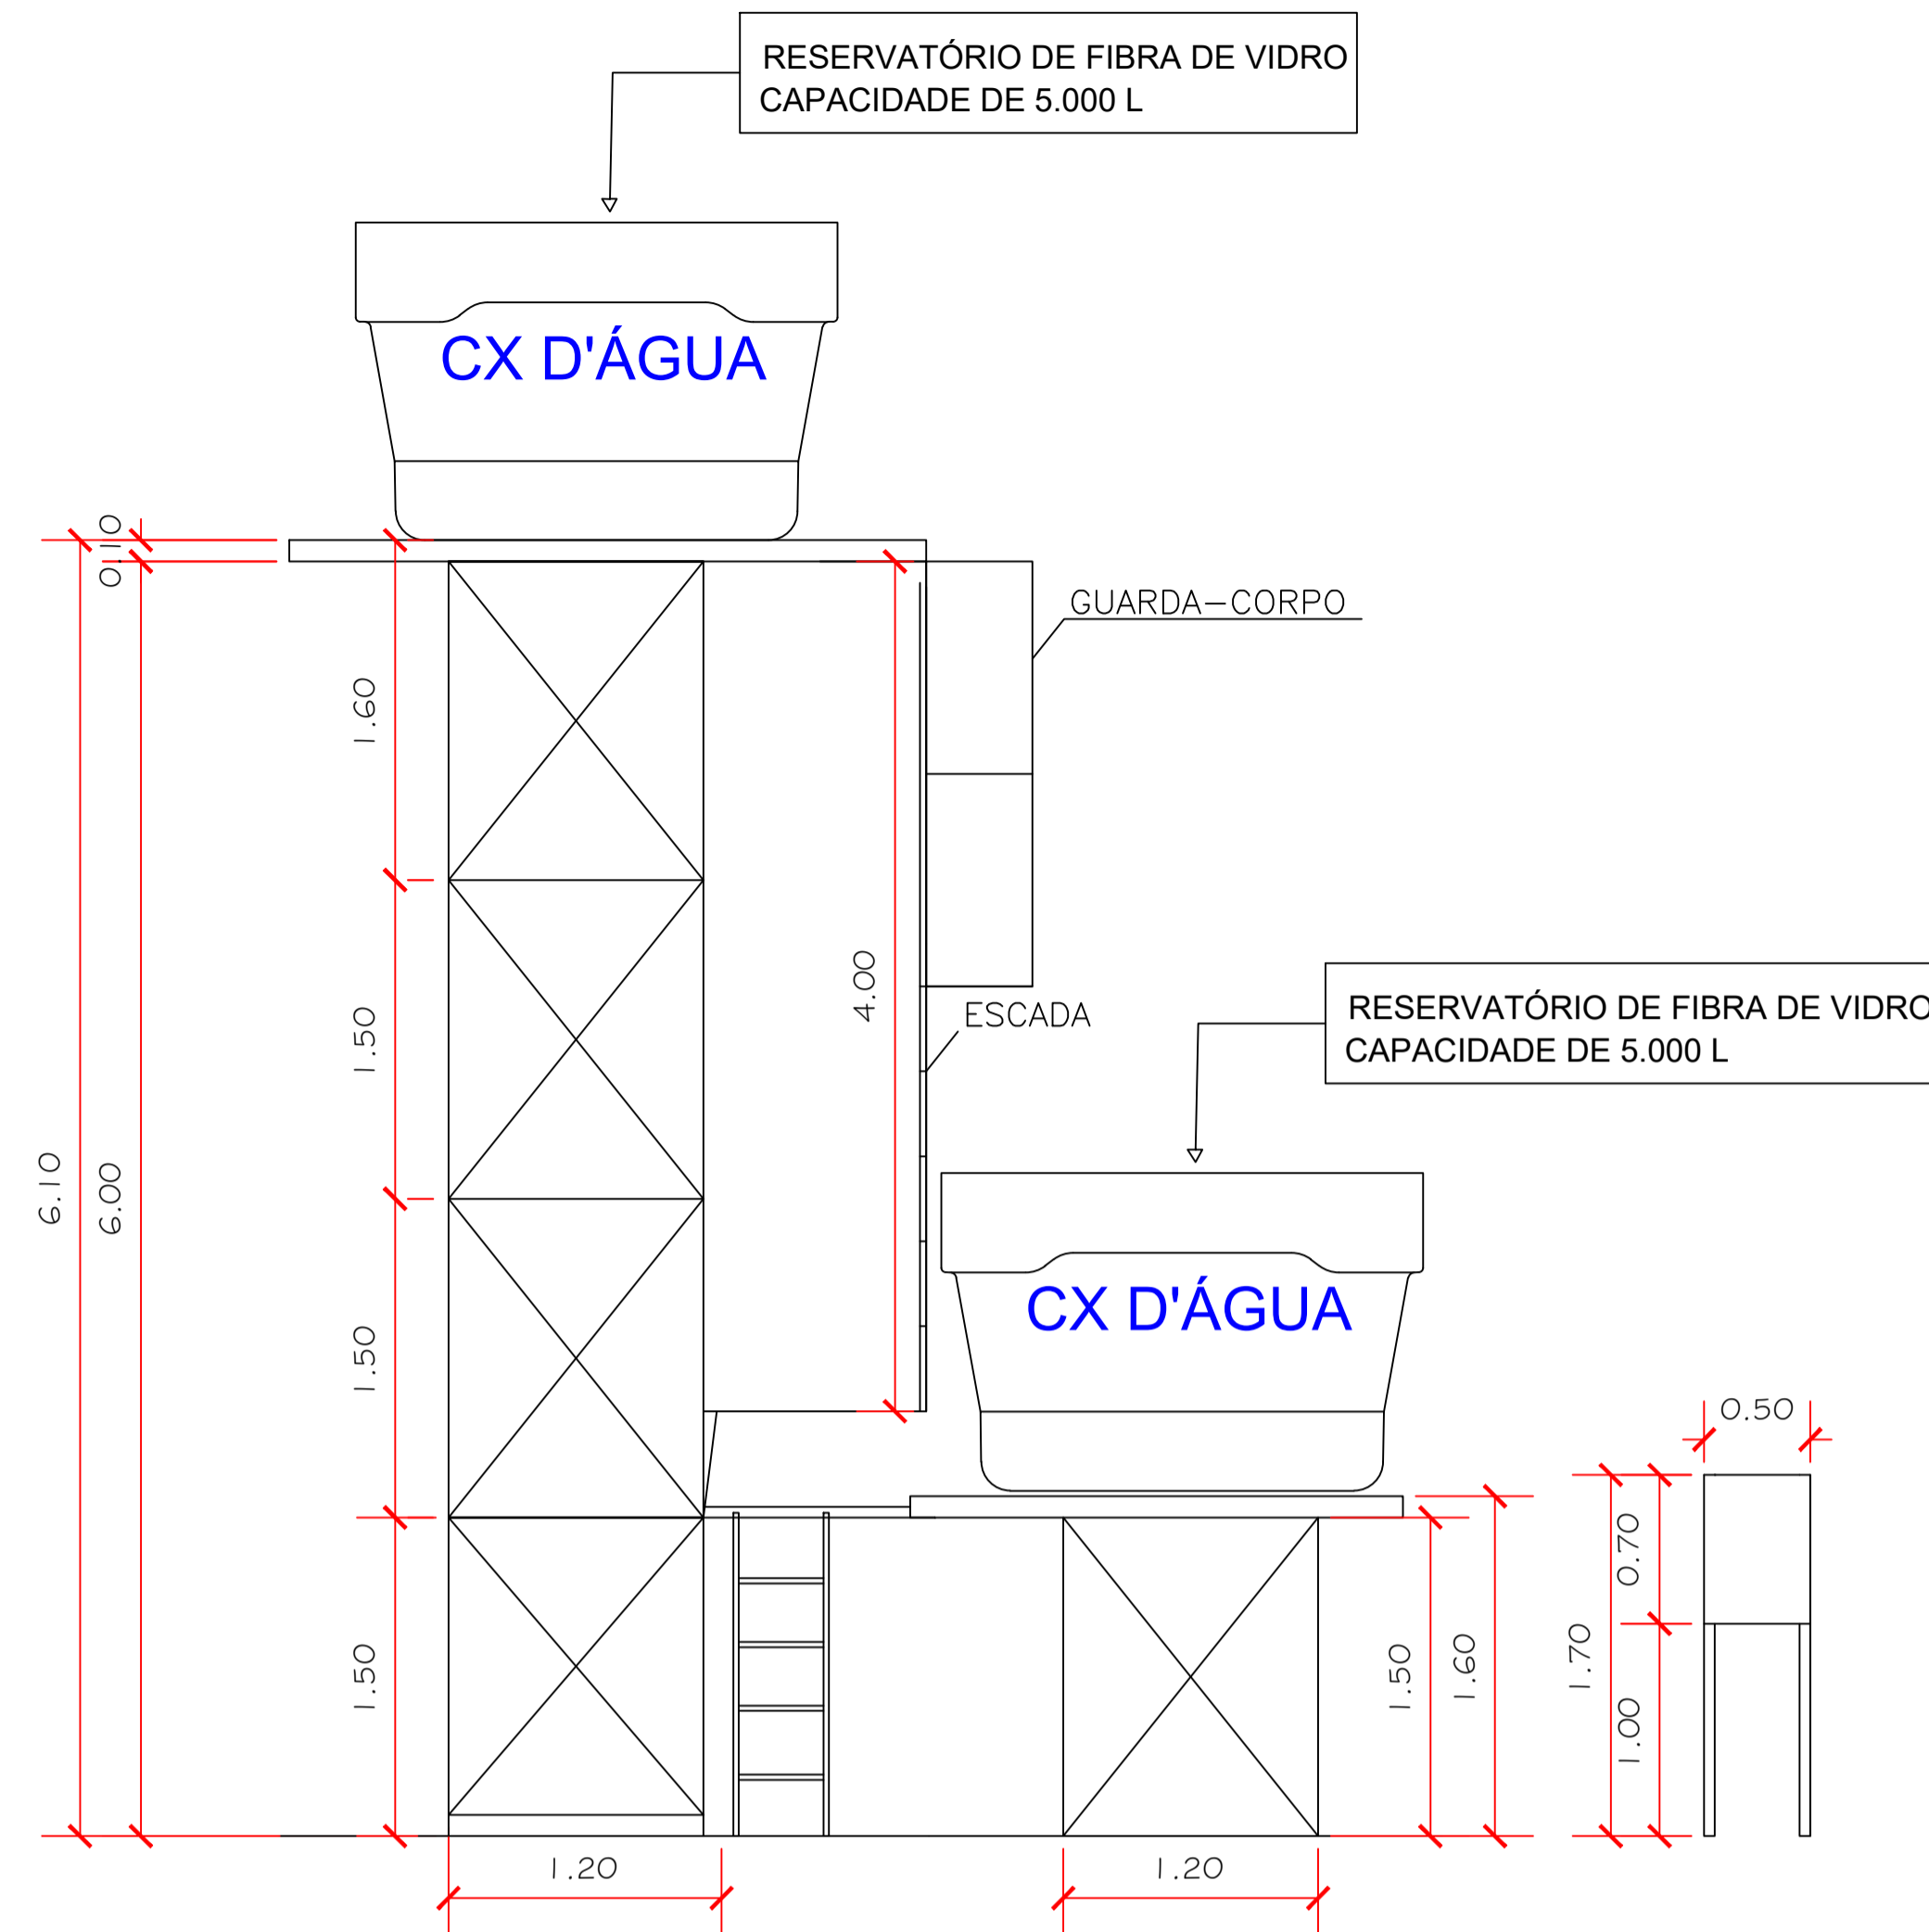 RESERVATÓRIO DE FIBRA DE VIDRO
CAPACIDADE DE 5.000 L
CX D'ÁGUA
0.10
GUARDA-CORPO
1.60
4.00
ESCADA
1.50
RESERVATÓRIO DE FIBRA DE VIDRO
CAPACIDADE DE 5.000 L
6.10
6.00
CX D'ÁGUA
1.50
0.50
0.70
1.50
1.50
1.60
1.70
1.00
1.20
1.20